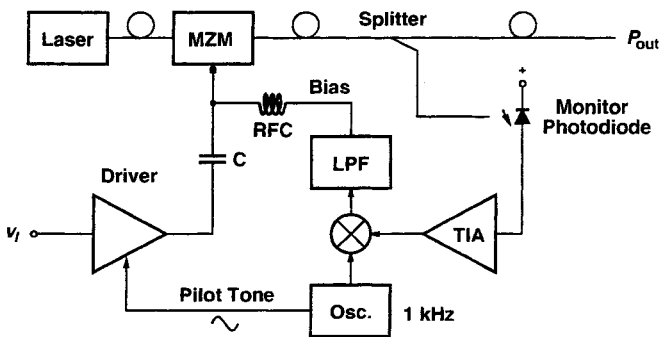 Splitter
Laser
MZM
P_out
Bias
RFC
+
Monitor
Photodiode
C
LPF
Driver
v_I
TIA
Pilot Tone
Osc.
1 kHz